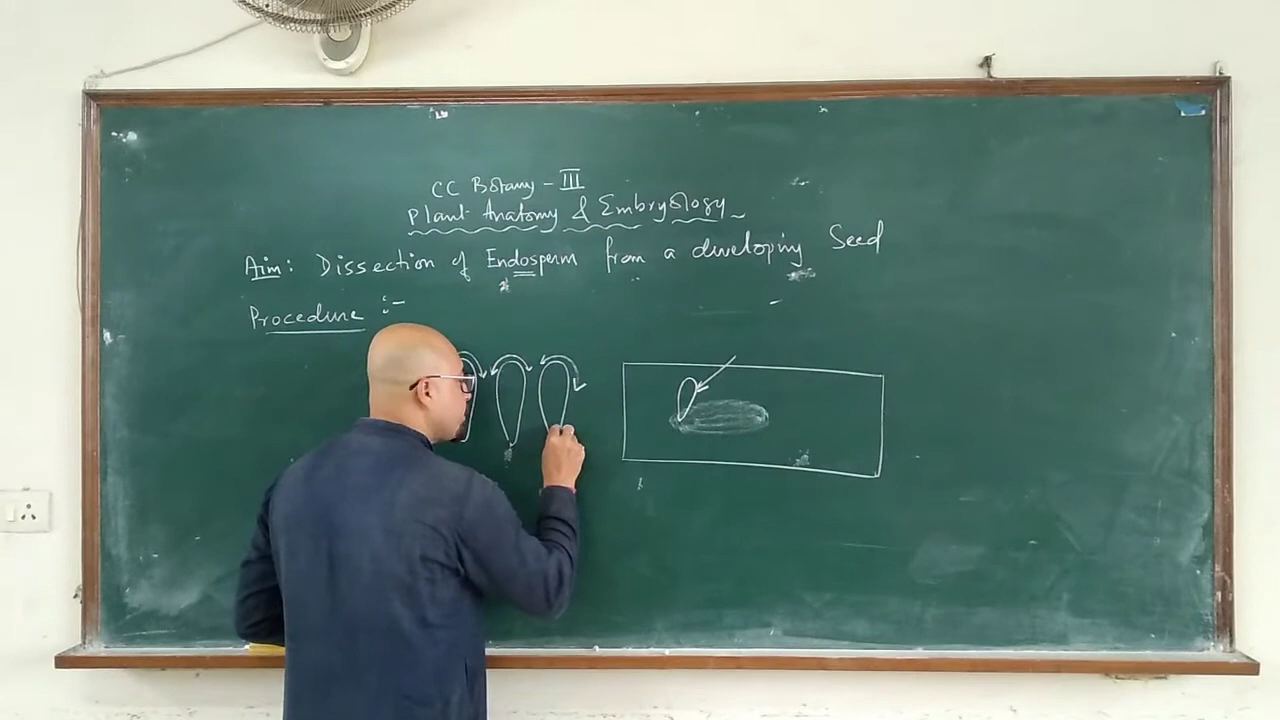 CC Botany - III
Plant Anatomy & Embryology
Aim: Dissection of Endosperm from a developing Seed
Procedure :-